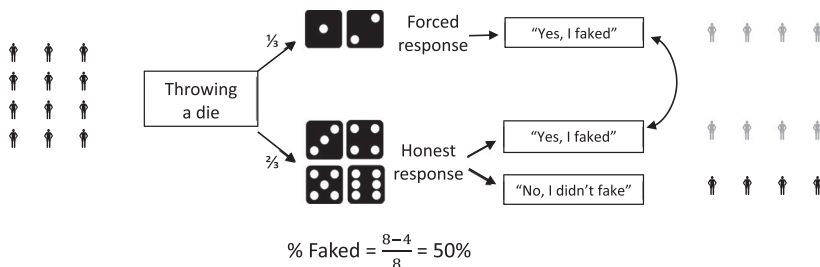 ⅓
Forced
response
“Yes, I faked”
Throwing
a die
⅔
Honest
response
“Yes, I faked”
“No, I didn’t fake”
% Faked = \frac{8-4}{8} = 50%